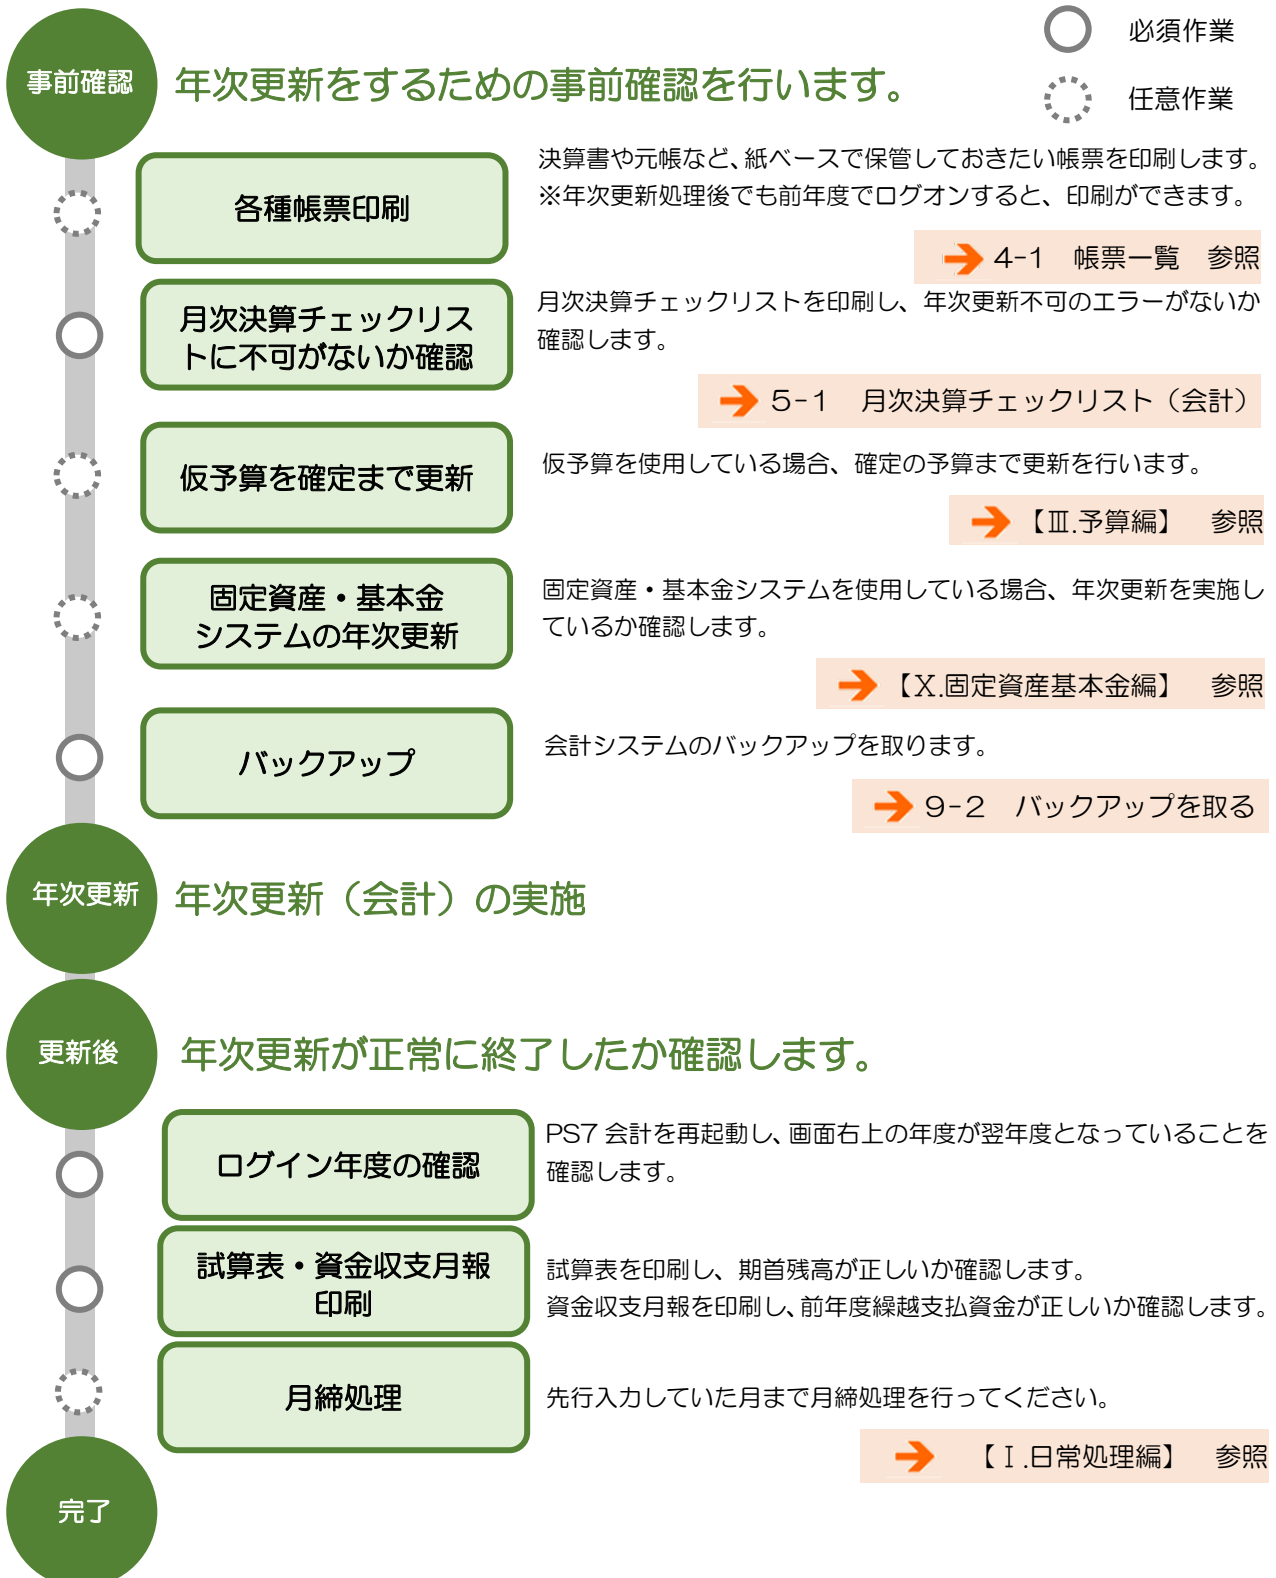 必須作業
任意作業
事前確認
年次更新をするための事前確認を行います。
各種帳票印刷
決算書や元帳など、紙ベースで保管しておきたい帳票を印刷します。
※年次更新処理後でも前年度でログオンすると、印刷ができます。
4-1　帳票一覧　参照
月次決算チェックリス
トに不可がないか確認
月次決算チェックリストを印刷し、年次更新不可のエラーがないか
確認します。
5-1　月次決算チェックリスト（会計）
仮予算を確定まで更新
仮予算を使用している場合、確定の予算まで更新を行います。
【Ⅲ.予算編】　参照
固定資産・基本金
システムの年次更新
固定資産・基本金システムを使用している場合、年次更新を実施し
ているか確認します。
【Ⅹ.固定資産基本金編】　参照
バックアップ
会計システムのバックアップを取ります。
9-2　バックアップを取る
年次更新
年次更新（会計）の実施
更新後
年次更新が正常に終了したか確認します。
ログイン年度の確認
PS7 会計を再起動し、画面右上の年度が翌年度となっていることを
確認します。
試算表・資金収支月報
印刷
試算表を印刷し、期首残高が正しいか確認します。
資金収支月報を印刷し、前年度繰越支払資金が正しいか確認します。
月締処理
先行入力していた月まで月締処理を行ってください。
【Ⅰ.日常処理編】　参照
完了